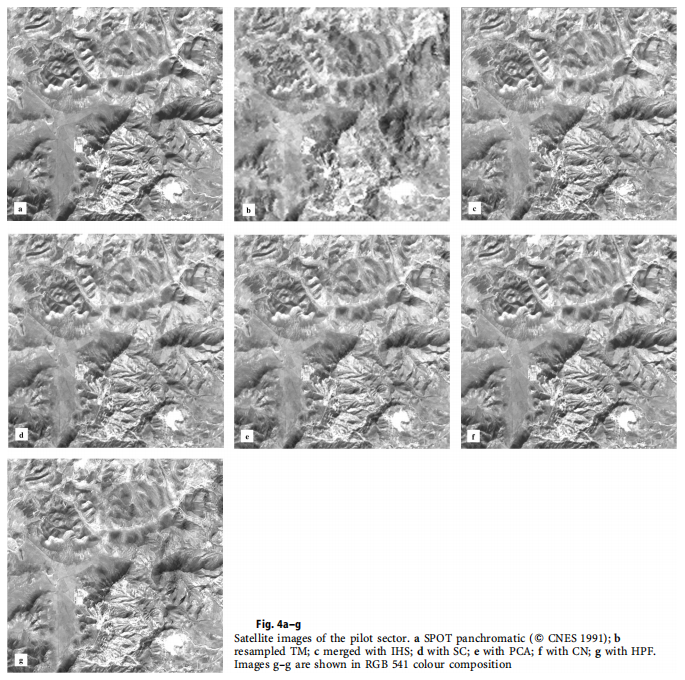 a
b
c
d
e
f
g
Fig. 4a–g
Satellite images of the pilot sector. a SPOT panchromatic (© CNES 1991); b
resampled TM; c merged with IHS; d with SC; e with PCA; f with CN; g with HPF.
Images g–g are shown in RGB 541 colour composition